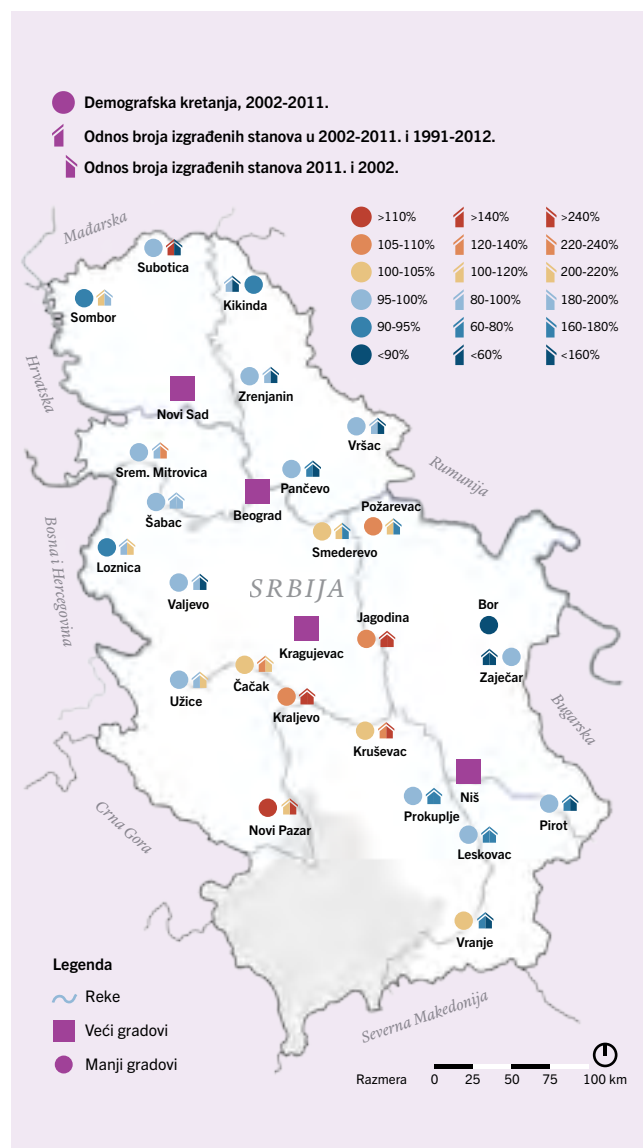 Demografska kretanja, 2002-2011.
Odnos broja izgrađenih stanova u 2002-2011. i 1991-2012.
Odnos broja izgrađenih stanova 2011. i 2002.
>110% >140% >240%
105-110% 120-140% 220-240%
100-105% 100-120% 200-220%
95-100% 80-100% 180-200%
90-95% 60-80% 160-180%
<90% <60% <160%
Mađarska
Subotica
Kikinda
Sombor
Hrvatska
Zrenjanin
Novi Sad
Vršac
Srem. Mitrovica
Rumunija
Pančevo
Požarevac
Šabac
Beograd
Smederevo
Bosna i Hercegovina
Loznica
Valjevo
SRBIJA
Jagodina
Bor
Kragujevac
Zaječar
Užice
Čačak
Kraljevo
Bugarska
Kruševac
Niš
Crna Gora
Novi Pazar
Prokuplje
Pirot
Leskovac
Vranje
Severna Makedonija
Legenda
Reke
Veći gradovi
Manji gradovi
Razmera 0 25 50 75 100 km